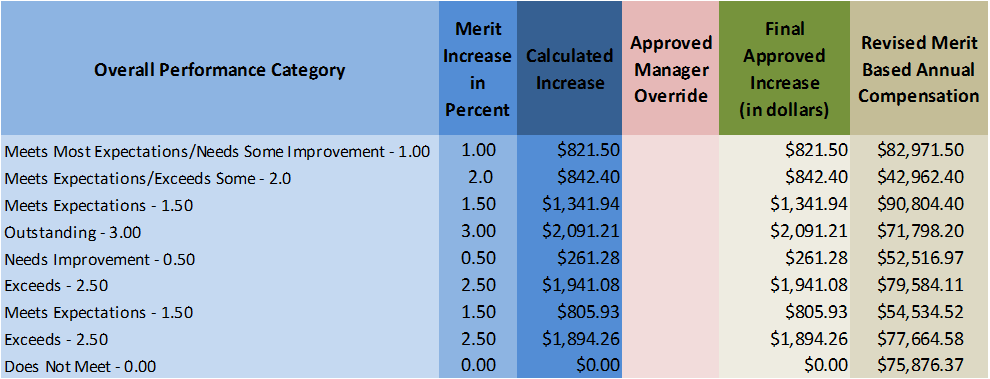 Overall Performance Category
Merit
Increase
in
Percent
Calculated
Increase
Approved
Manager
Override
Final
Approved
Increase
(in dollars)
Revised Merit
Based Annual
Compensation
Meets Most Expectations/Needs Some Improvement - 1.00 1.00 $821.50 $821.50 $82,971.50
Meets Expectations/Exceeds Some - 2.0 2.0 $842.40 $842.40 $42,962.40
Meets Expectations - 1.50 1.50 $1,341.94 $1,341.94 $90,804.40
Outstanding - 3.00 3.00 $2,091.21 $2,091.21 $71,798.20
Needs Improvement - 0.50 0.50 $261.28 $261.28 $52,516.97
Exceeds - 2.50 2.50 $1,941.08 $1,941.08 $79,584.11
Meets Expectations - 1.50 1.50 $805.93 $805.93 $54,534.52
Exceeds - 2.50 2.50 $1,894.26 $1,894.26 $77,664.58
Does Not Meet - 0.00 0.00 $0.00 $0.00 $75,876.37